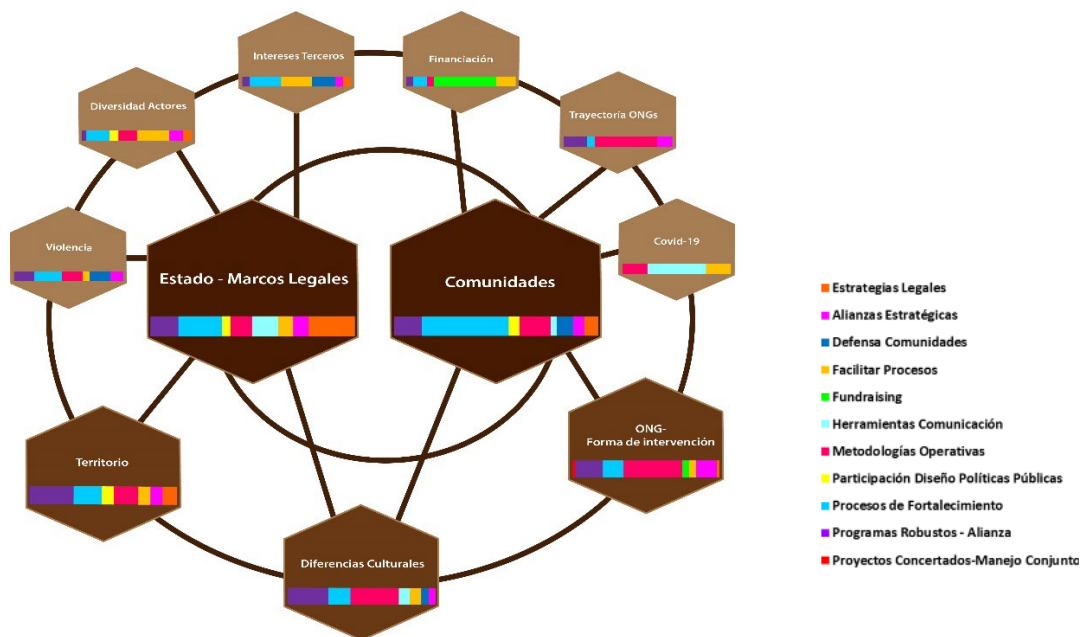 Intereses Terceros
Financiación
Diversidad Actores
Trayectoría ONGs
Violencia
Covid-19
Estado - Marcos Legales
Comunidades
Territorio
ONG-
Forma de intervención
Diferencias Culturales
Estrategias Legales
Alianzas Estratégicas
Defensa Comunidades
Facilitar Procesos
Fundraising
Herramientas Comunicación
Metodologías Operativas
Participación Diseño Políticas Públicas
Procesos de Fortalecimiento
Programas Robustos - Alianza
Proyectos Concertados-Manejo Conjunto